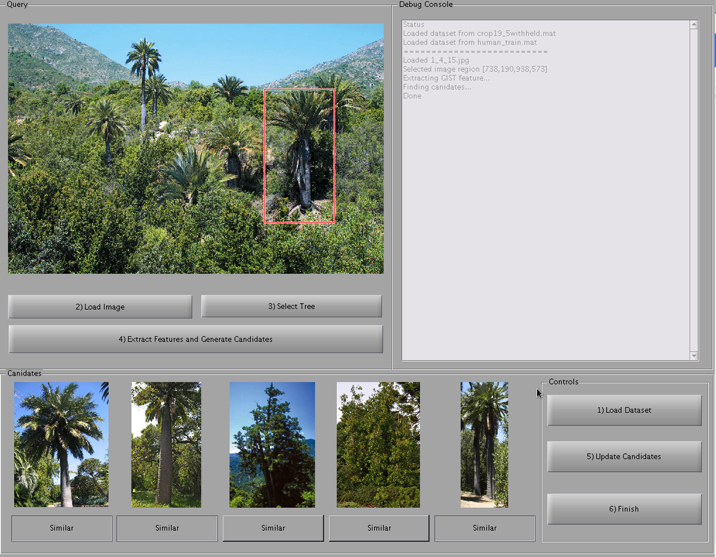 Query
Debug Console
Status
Loaded dataset from crop19_5withheld.mat
Loaded dataset from human_train.mat
===========================
Loaded 1_4_15.jpg
Selected image region [738,190,938,573]
Extracting GIST feature...
Finding canidates...
Done
2) Load Image
3) Select Tree
4) Extract Features and Generate Candidates
Canidates
Controls
1) Load Dataset
5) Update Candidates
6) Finish
Similar
Similar
Similar
Similar
Similar